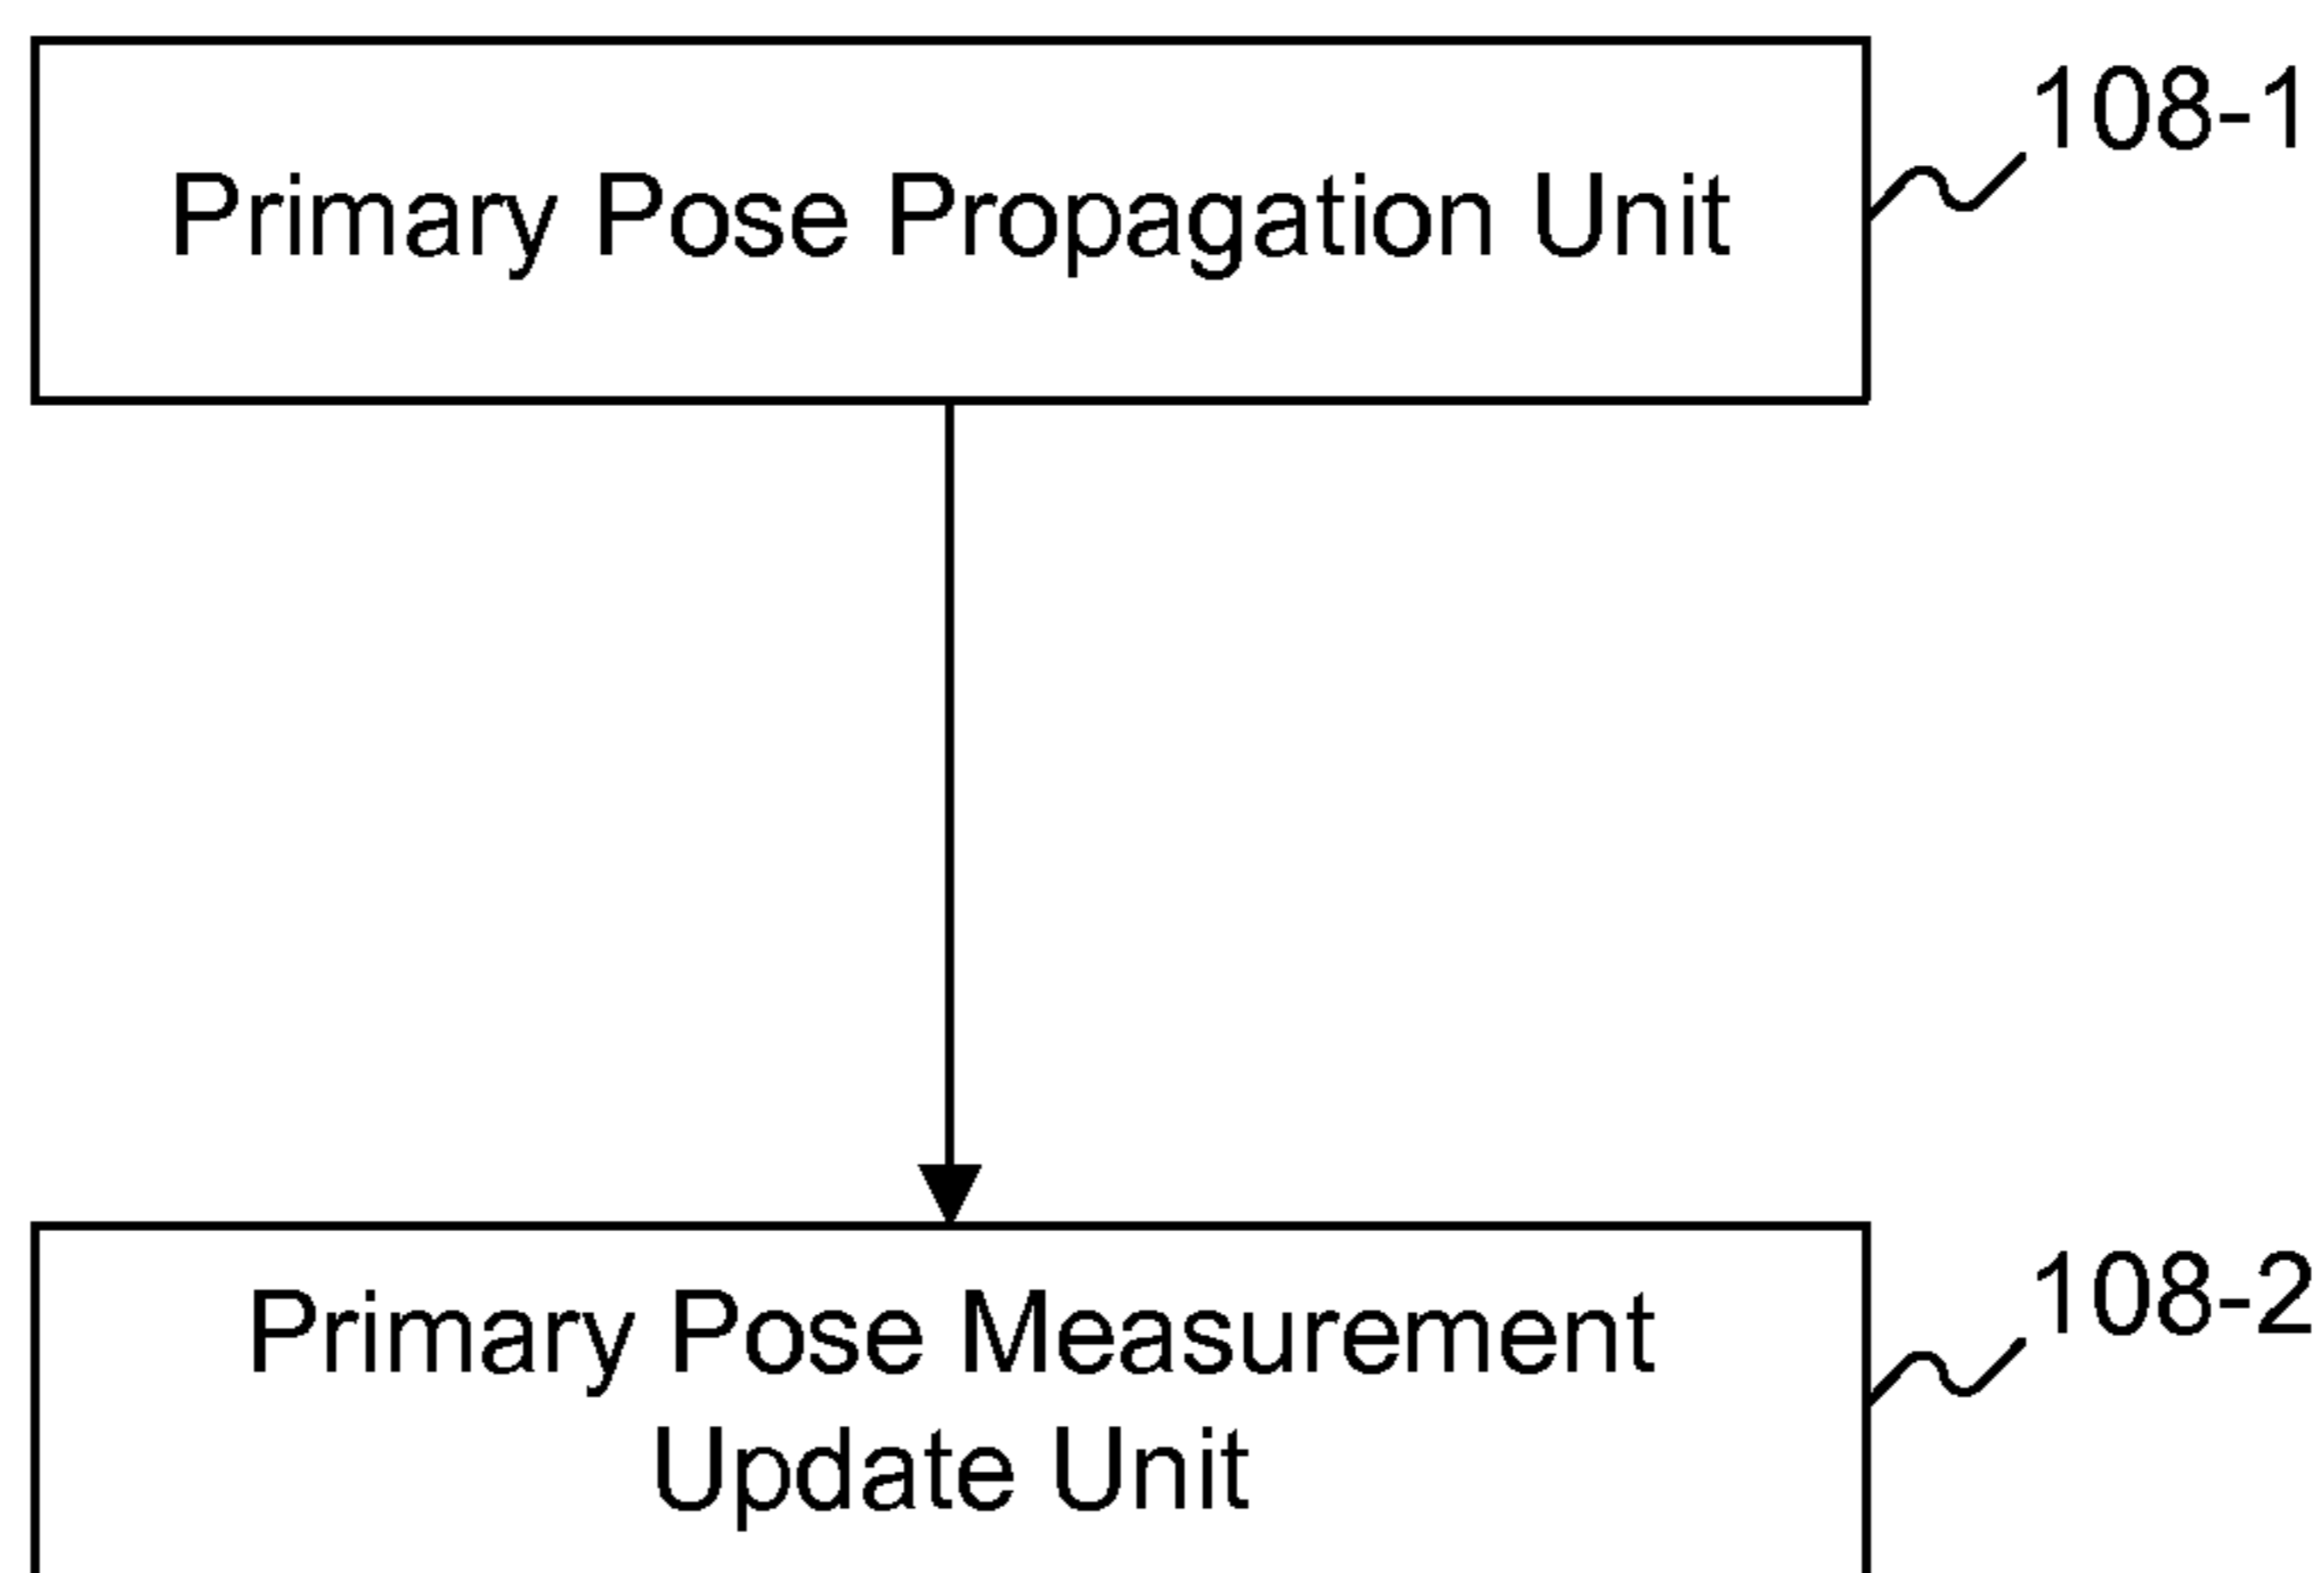 108-1
Primary Pose Propagation Unit
108-2
Primary Pose Measurement
Update Unit